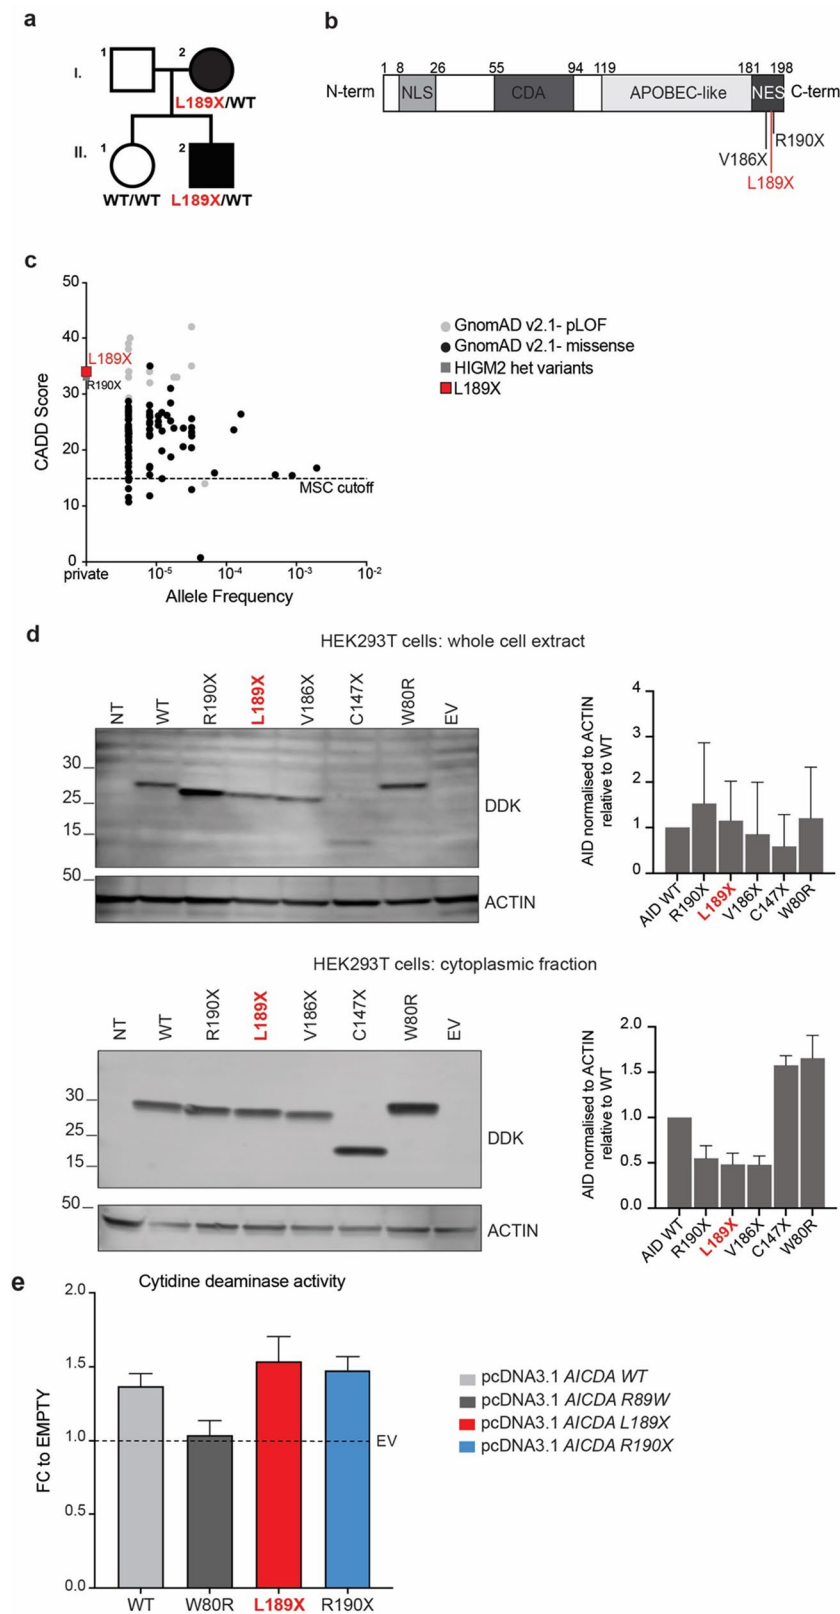 a
1
2
I.
L189X/WT
1
2
II.
WT/WT
L189X/WT
b
1 8 26 55 94 119 181 198
N-term NLS CDA APOBEC-like NES C-term
R190X
V186X
L189X
c
50
40
30
20
10
0
CADD Score
L189X
R190X
MSC cutoff
private 10-5 10-4 10-3 10-2
Allele Frequency
GnomAD v2.1- pLOF
GnomAD v2.1- missense
HIGM2 het variants
L189X
d
HEK293T cells: whole cell extract
NT WT R190X L189X V186X C147X W80R EV
30
25
15
DDK
50
ACTIN
AID normalised to ACTIN
relative to WT
4
3
2
1
0
AID WT R190X L189X V186X C147X W80R
HEK293T cells: cytoplasmic fraction
NT WT R190X L189X V186X C147X W80R EV
30
25
15
DDK
50
ACTIN
AID normalised to ACTIN
relative to WT
2.0
1.5
1.0
0.5
0.0
AID WT R190X L189X V186X C147X W80R
e
Cytidine deaminase activity
FC to EMPTY
2.0
1.5
1.0
0.5
0.0
EV
WT W80R L189X R190X
pcDNA3.1 AICDA WT
pcDNA3.1 AICDA R89W
pcDNA3.1 AICDA L189X
pcDNA3.1 AICDA R190X